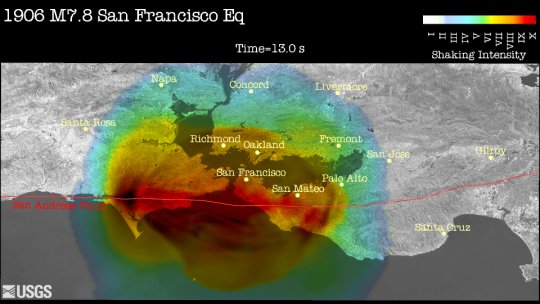 1906 M7.8 San Francisco Eq
Time=13.0 s
I II III IV V VI VII VIII IX X
Shaking Intensity
Napa
Concord
Livermore
Santa Rosa
Richmond
Oakland
Fremont
San Jose
Gilroy
San Francisco
Palo Alto
San Mateo
San Andreas Fault
Santa Cruz
USGS